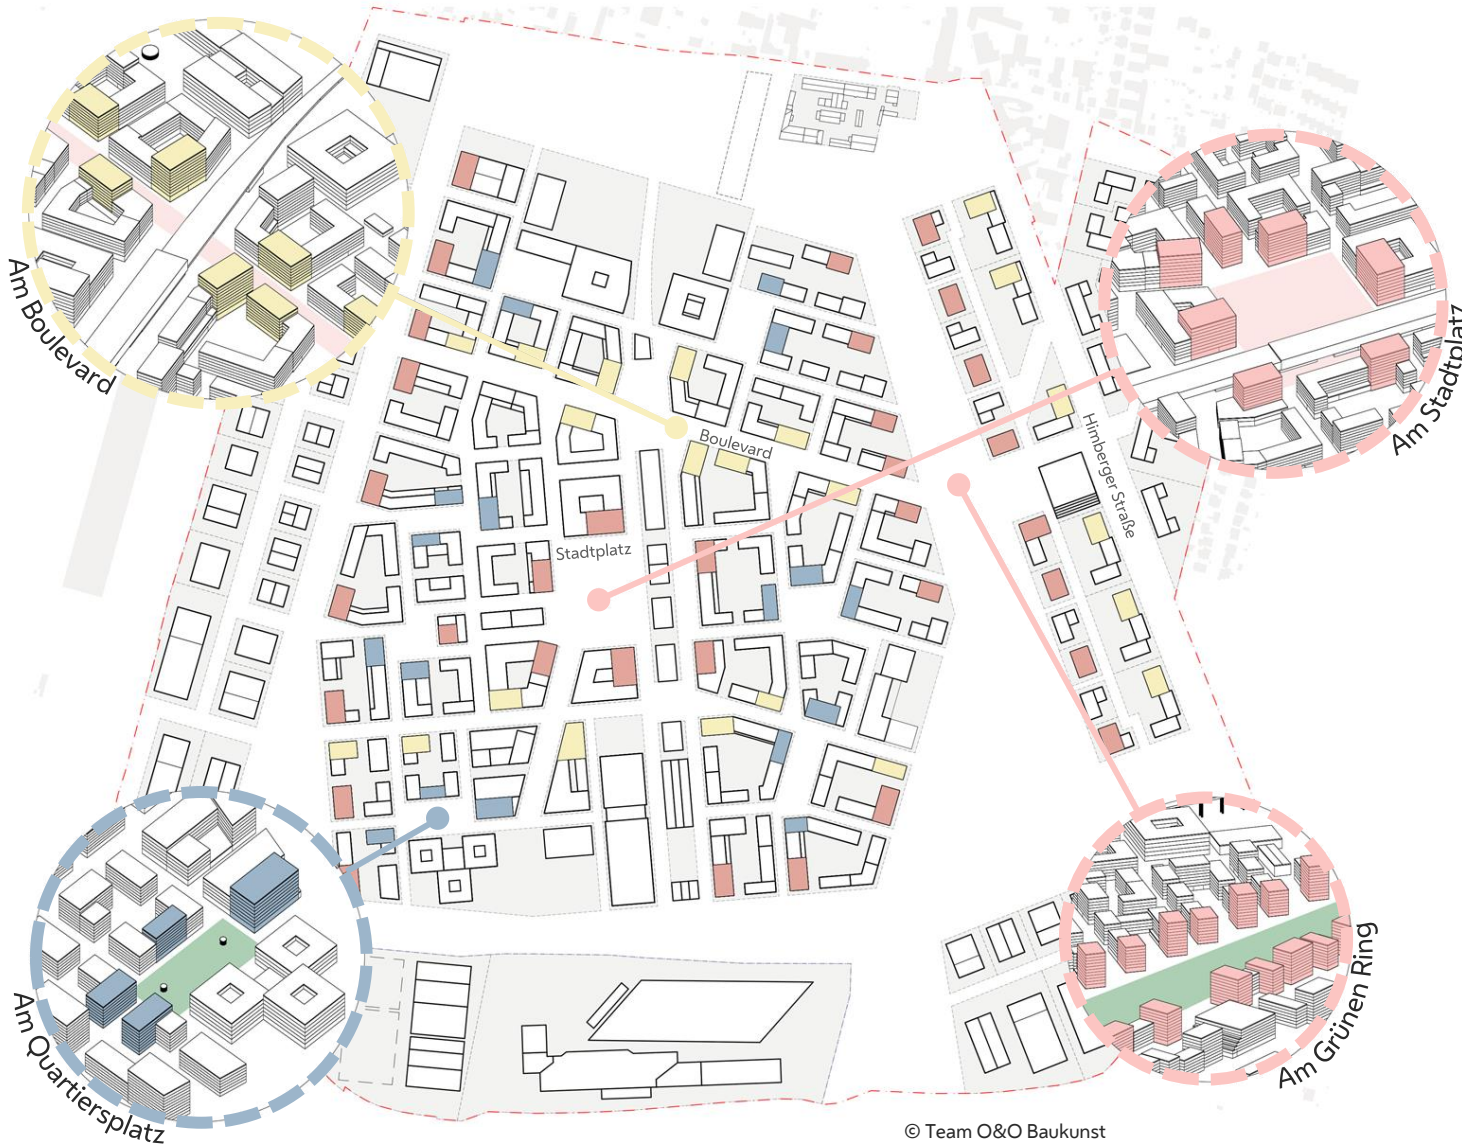 Am Boulevard
Am Stadtplatz
Boulevard
Himberger Straße
Stadtplatz
Am Quartiersplatz
Am Grünen Ring
© Team O&O Baukunst